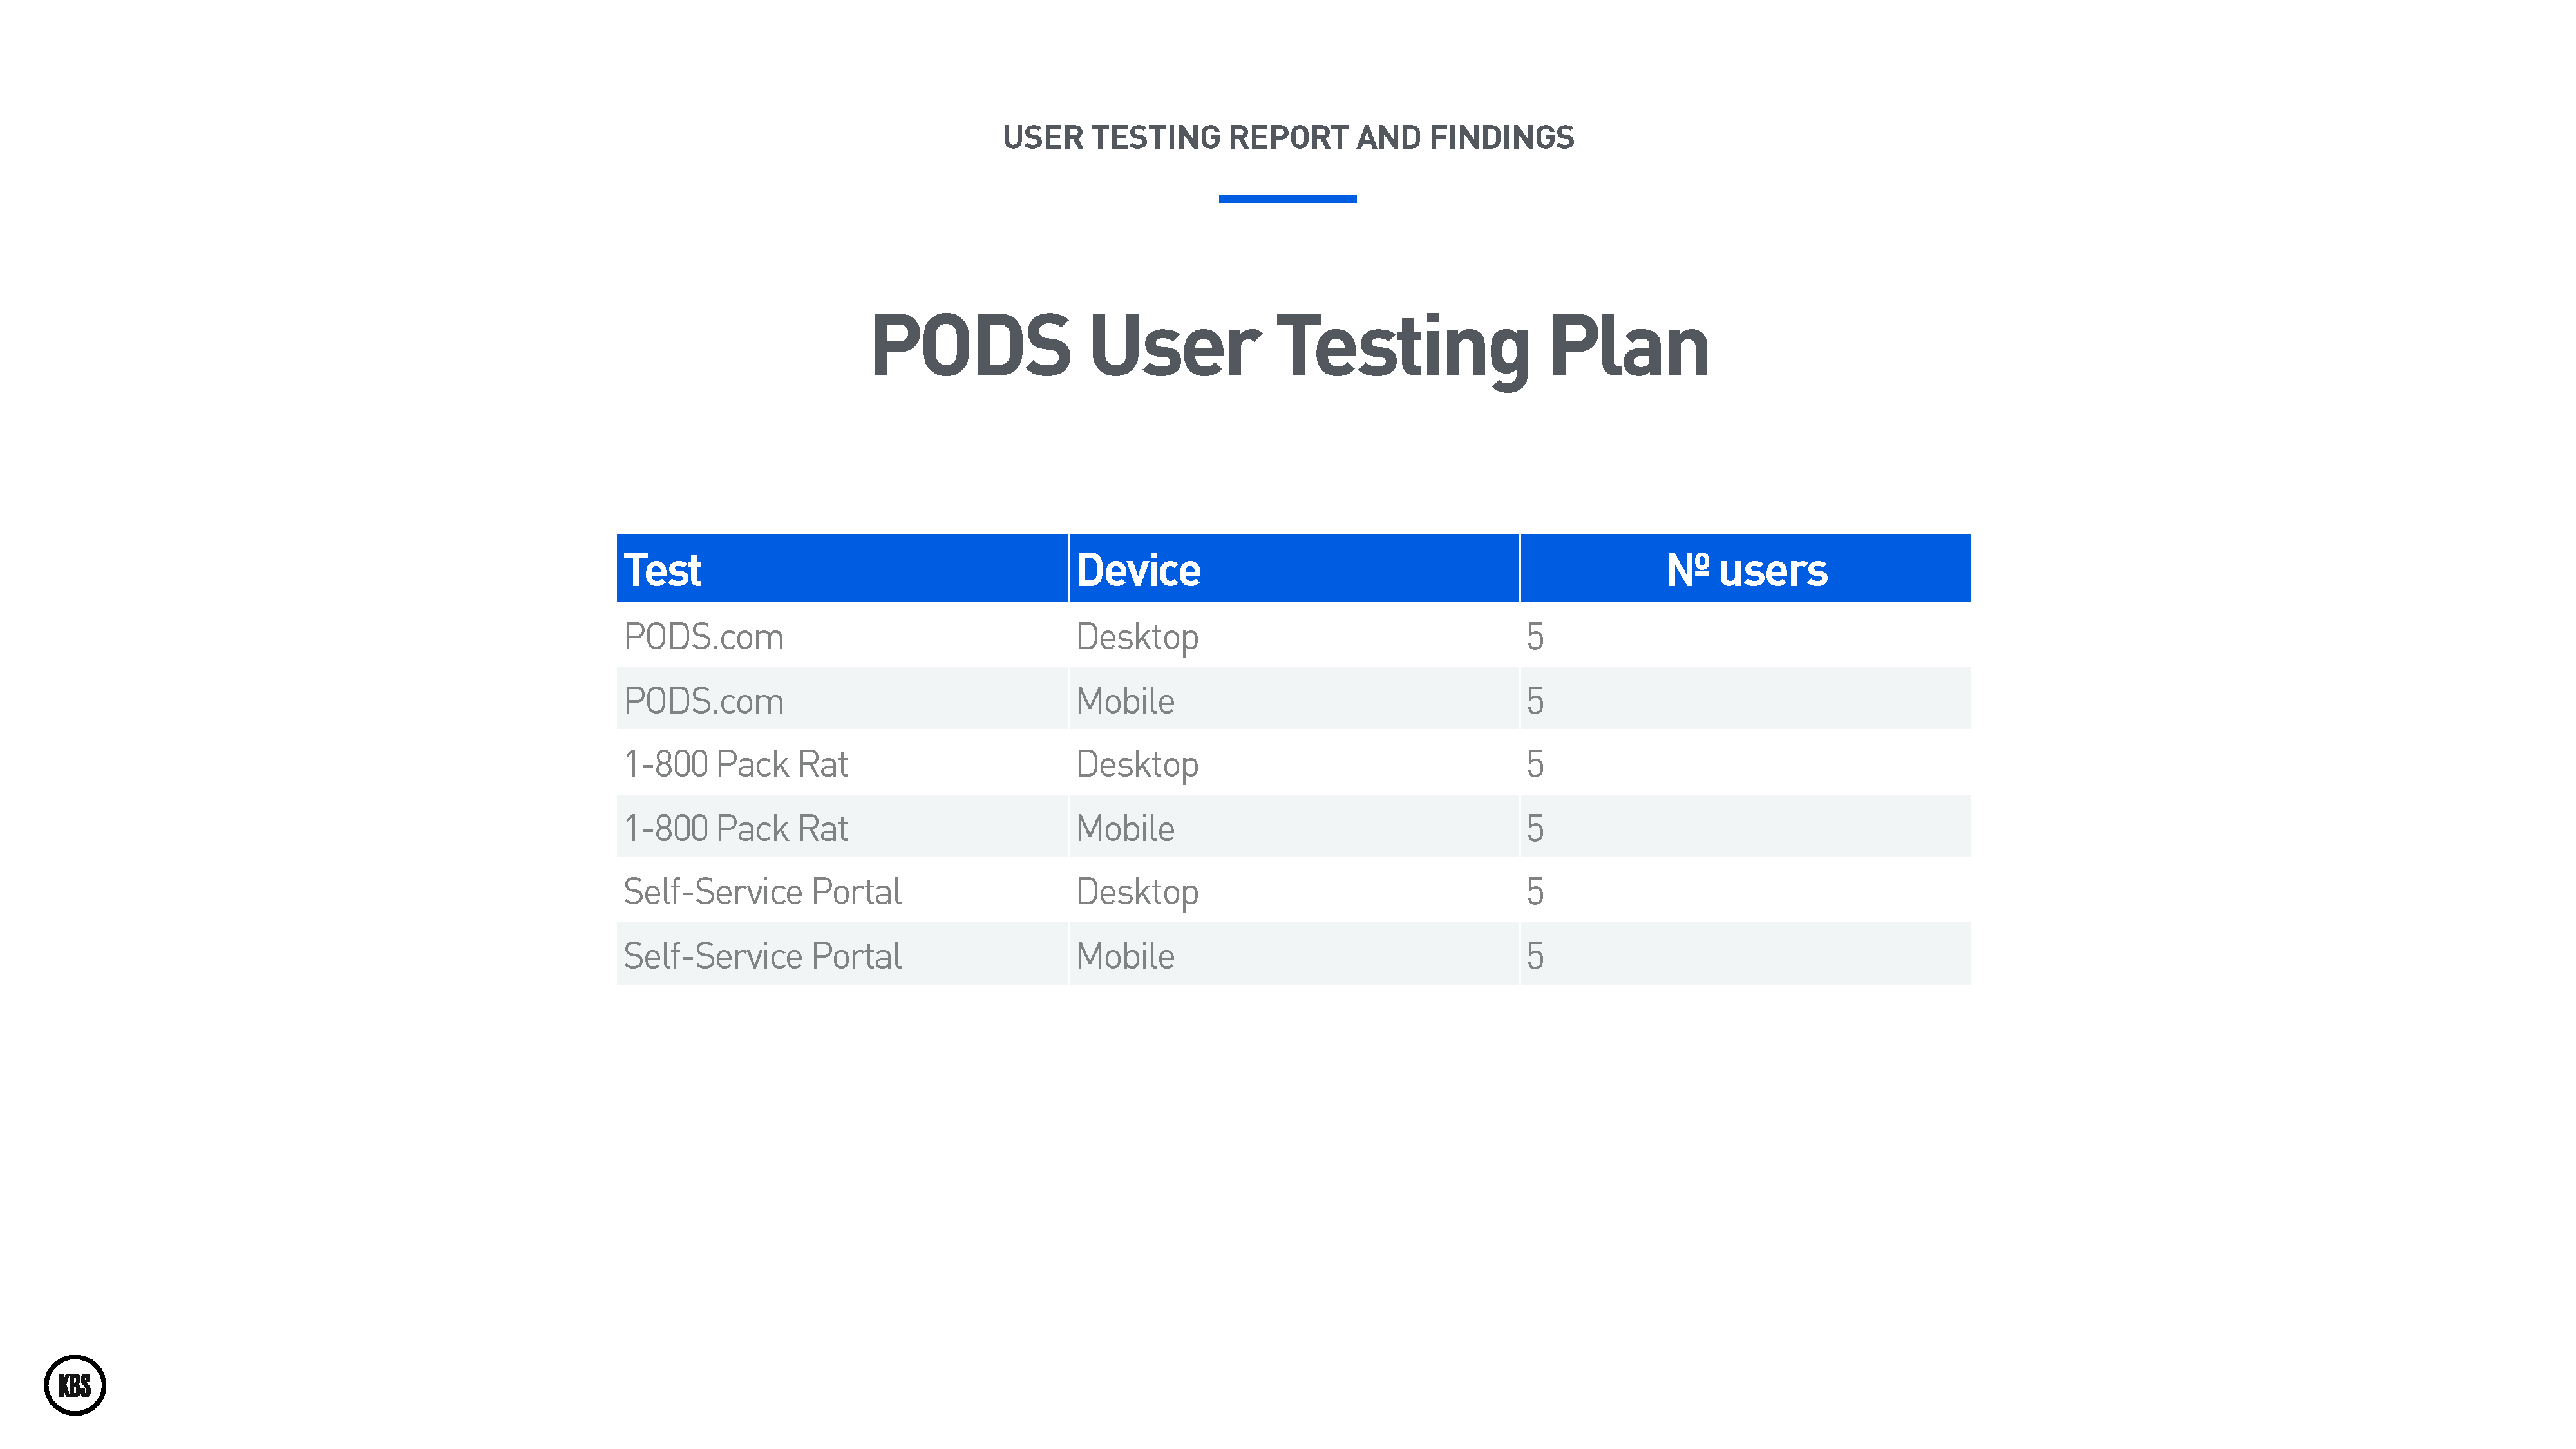 USER TESTING REPORT AND FINDINGS
PODS User Testing Plan
Test Device Nº users
PODS.com Desktop 5
PODS.com Mobile 5
1-800 Pack Rat Desktop 5
1-800 Pack Rat Mobile 5
Self-Service Portal Desktop 5
Self-Service Portal Mobile 5
KBS